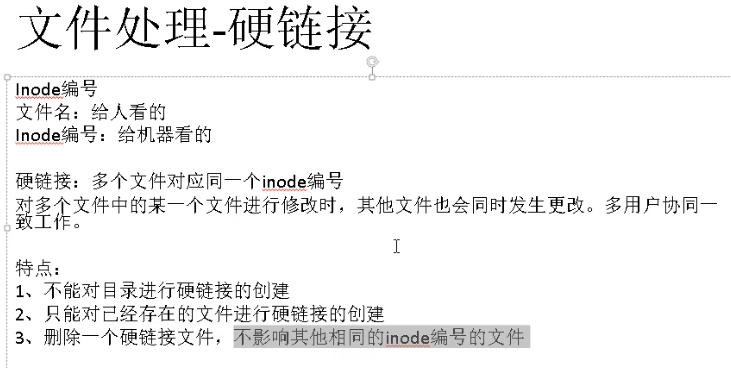 文件处理-硬链接
Inode编号
文件名：给人看的
Inode编号：给机器看的
硬链接：多个文件对应同一个inode编号
对多个文件中的某一个文件进行修改时，其他文件也会同时发生更改。多用户协同一
致工作。
特点：
1、不能对目录进行硬链接的创建
2、只能对已经存在的文件进行硬链接的创建
3、删除一个硬链接文件，不影响其他相同的inode编号的文件